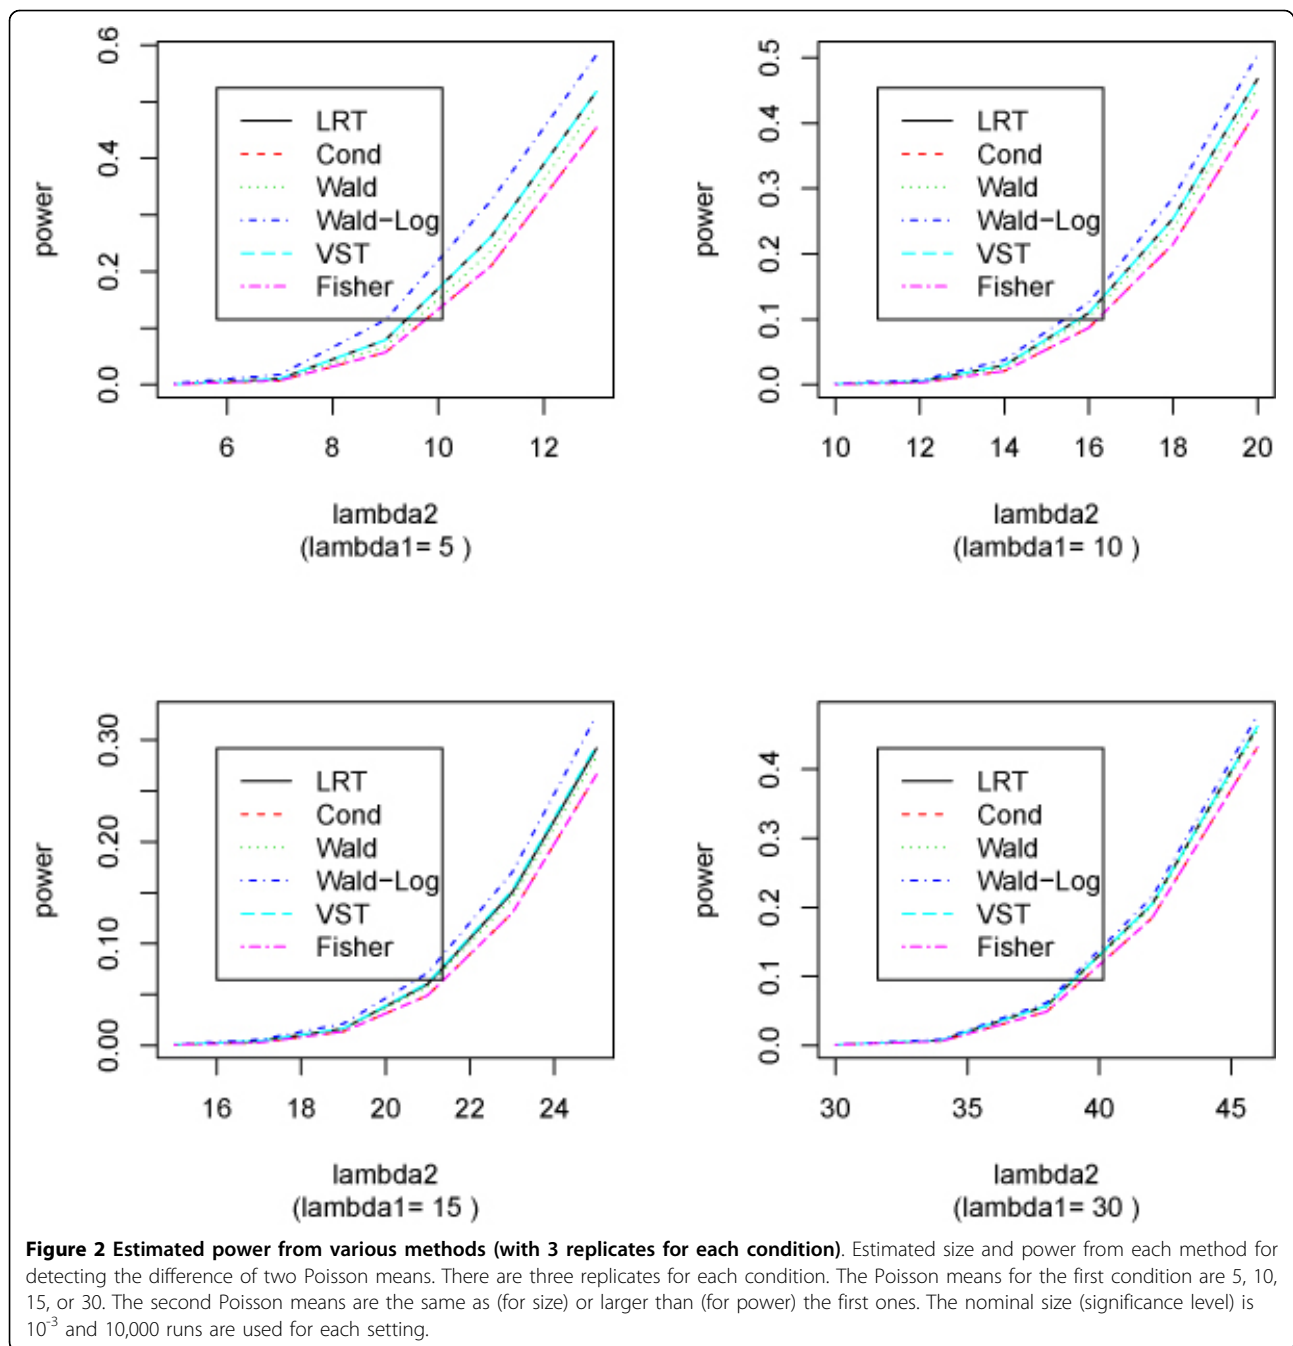 0.6
0.4
0.2
0.0
power
LRT
Cond
Wald
Wald-Log
VST
Fisher
6 8 10 12
lambda2
(lambda1= 5 )
0.5
0.4
0.3
0.2
0.1
0.0
power
LRT
Cond
Wald
Wald-Log
VST
Fisher
10 12 14 16 18 20
lambda2
(lambda1= 10 )
0.30
0.20
0.10
0.00
power
LRT
Cond
Wald
Wald-Log
VST
Fisher
16 18 20 22 24
lambda2
(lambda1= 15 )
0.4
0.3
0.2
0.1
0.0
power
LRT
Cond
Wald
Wald-Log
VST
Fisher
30 35 40 45
lambda2
(lambda1= 30 )
Figure 2 Estimated power from various methods (with 3 replicates for each condition). Estimated size and power from each method for
detecting the difference of two Poisson means. There are three replicates for each condition. The Poisson means for the first condition are 5, 10,
15, or 30. The second Poisson means are the same as (for size) or larger than (for power) the first ones. The nominal size (significance level) is
10⁻³ and 10,000 runs are used for each setting.